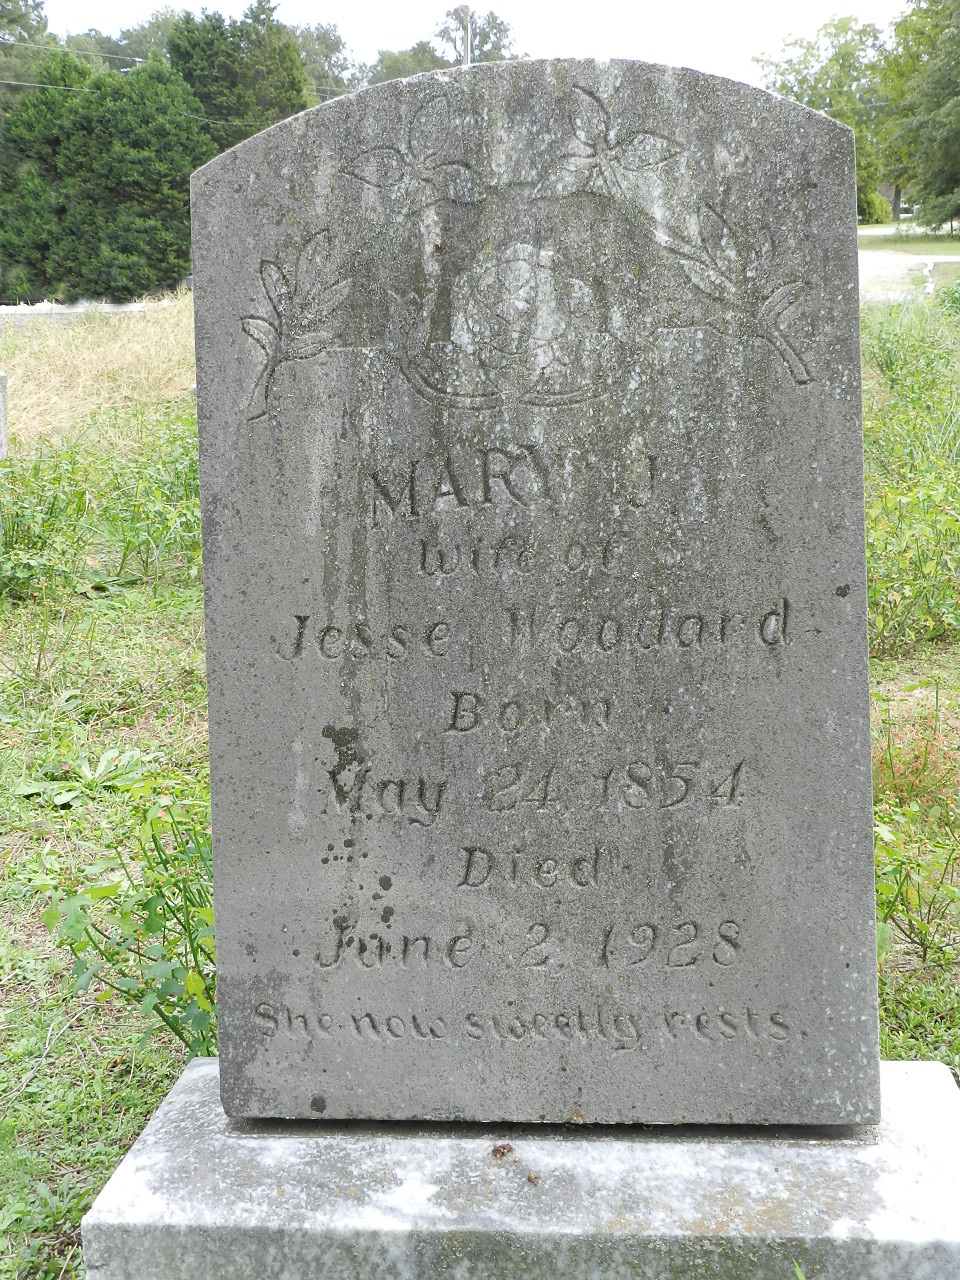 MARY J.
Wife of
Jesse Woodard
Born
May 24, 1854
Died
June 2, 1928
She now sweetly rests.